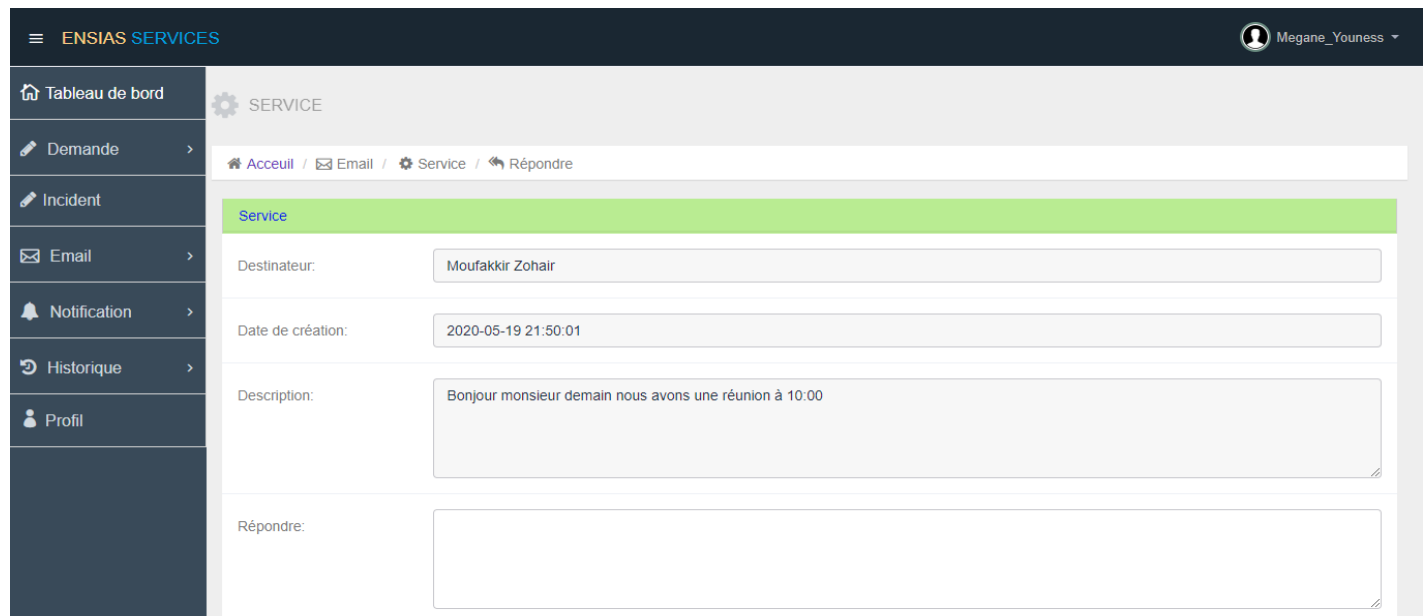 ENSIAS SERVICES
Megane_Youness
Tableau de bord
SERVICE
Demande
Acceuil / Email / Service / Répondre
Incident
Service
Email
Destinateur:
Moufakkir Zohair
Notification
Date de création:
2020-05-19 21:50:01
Historique
Description:
Bonjour monsieur demain nous avons une réunion à 10:00
Profil
Répondre: